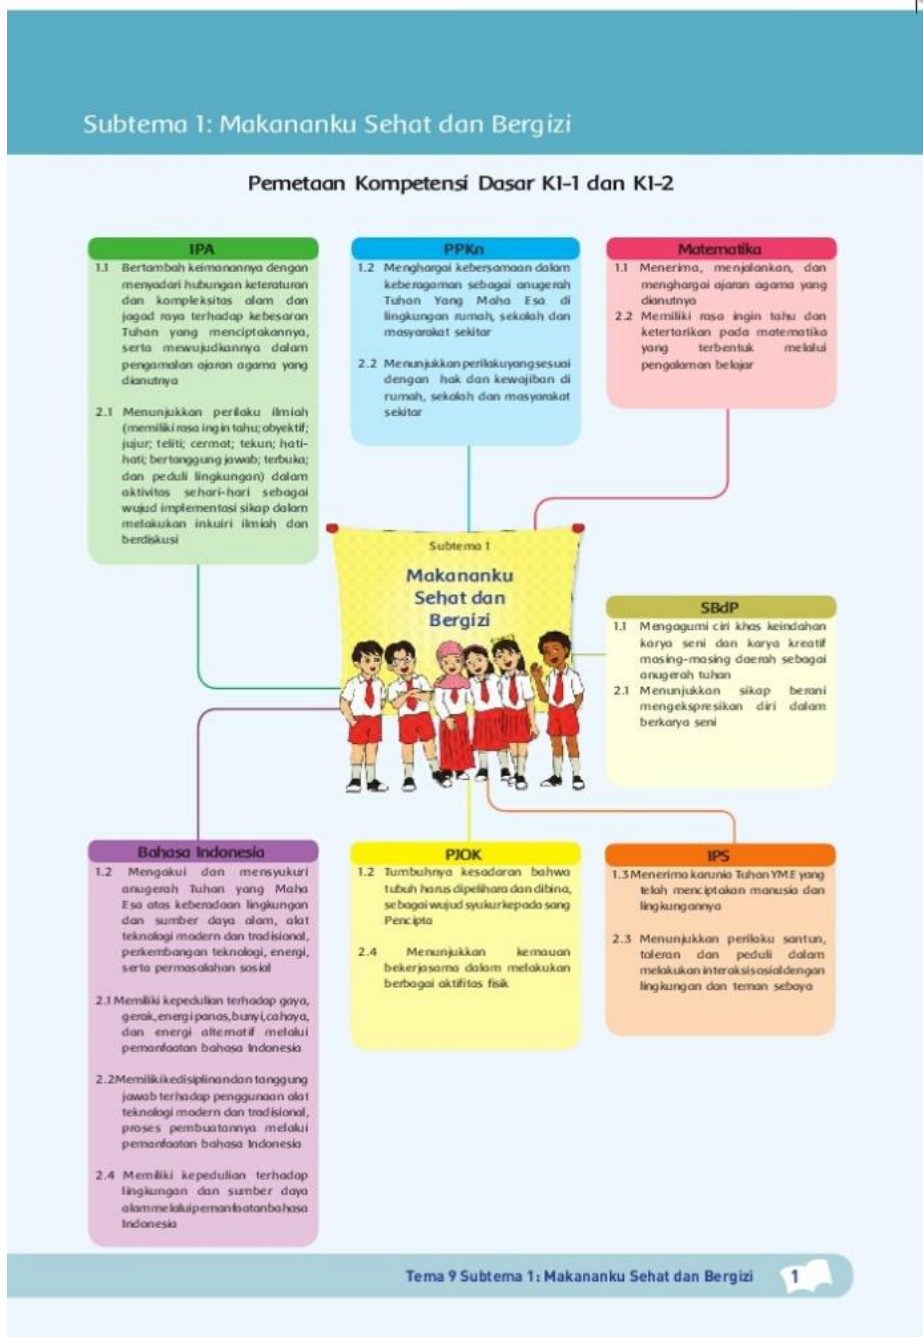 Subtema 1: Makananku Sehat dan Bergizi
Pemetaan Kompetensi Dasar KI-1 dan KI-2
IPA
1.1 Bertambah keimanannya dengan
menyadari hubungan keteraturan
dan kompleksitas alam dan
jagad raya terhadap kebesaran
Tuhan yang menciptakannya,
serta mewujudkannya dalam
pengamalan ajaran agama yang
dianutnya
2.1 Menunjukkan perilaku ilmiah
(memiliki rasa ingin tahu; obyektif;
jujur; teliti; cermat; tekun; hati-
hati; bertanggung jawab; terbuka;
dan peduli lingkungan) dalam
aktivitas sehari-hari sebagai
wujud implementasi sikap dalam
melakukan inkuiri ilmiah dan
berdiskusi
PPKn
1.2 Menghargai kebersamaan dalam
keberagaman sebagai anugerah
Tuhan Yang Maha Esa di
lingkungan rumah, sekolah dan
masyarakat sekitar
2.2 Menunjukkan perilaku yang sesuai
dengan hak dan kewajiban di
rumah, sekolah dan masyarakat
sekitar
Matematika
1.1 Menerima, menjalankan, dan
menghargai ajaran agama yang
dianutnya
2.2 Memiliki rasa ingin tahu dan
ketertarikan pada matematika
yang terbentuk melalui
pengalaman belajar
Subtema 1
Makananku
Sehat dan
Bergizi
SBdP
1.1 Mengagumi ciri khas keindahan
karya seni dan karya kreatif
masing-masing daerah sebagai
anugerah tuhan
2.1 Menunjukkan sikap berani
mengekspresikan diri dalam
berkarya seni
Bahasa Indonesia
1.2 Mengakui dan mensyukuri
anugerah Tuhan yang Maha
Esa atas keberadaan lingkungan
dan sumber daya alam, alat
teknologi modern dan tradisional,
perkembangan teknologi, energi,
serta permasalahan sosial
2.1 Memiliki kepedulian terhadap gaya,
gerak, energi panas, bunyi, cahaya,
dan energi alternatif melalui
pemanfaatan bahasa Indonesia
2.2 Memiliki kedisiplinan dan tanggung
jawab terhadap penggunaan alat
teknologi modern dan tradisional,
proses pembuatannya melalui
pemanfaatan bahasa Indonesia
2.4 Memiliki kepedulian terhadap
lingkungan dan sumber daya
alam melalui pemanfaatan bahasa
Indonesia
PJOK
1.2 Tumbuhnya kesadaran bahwa
tubuh harus dipelihara dan dibina,
sebagai wujud syukur kepada sang
Pencipta
2.4 Menunjukkan kemauan
bekerjasama dalam melakukan
berbagai aktifitas fisik
IPS
1.3 Menerima karunia Tuhan YME yang
telah menciptakan manusia dan
lingkungannya
2.3 Menunjukkan perilaku santun,
toleran dan peduli dalam
melakukan interaksi sosial dengan
lingkungan dan teman sebaya
Tema 9 Subtema 1: Makananku Sehat dan Bergizi 1